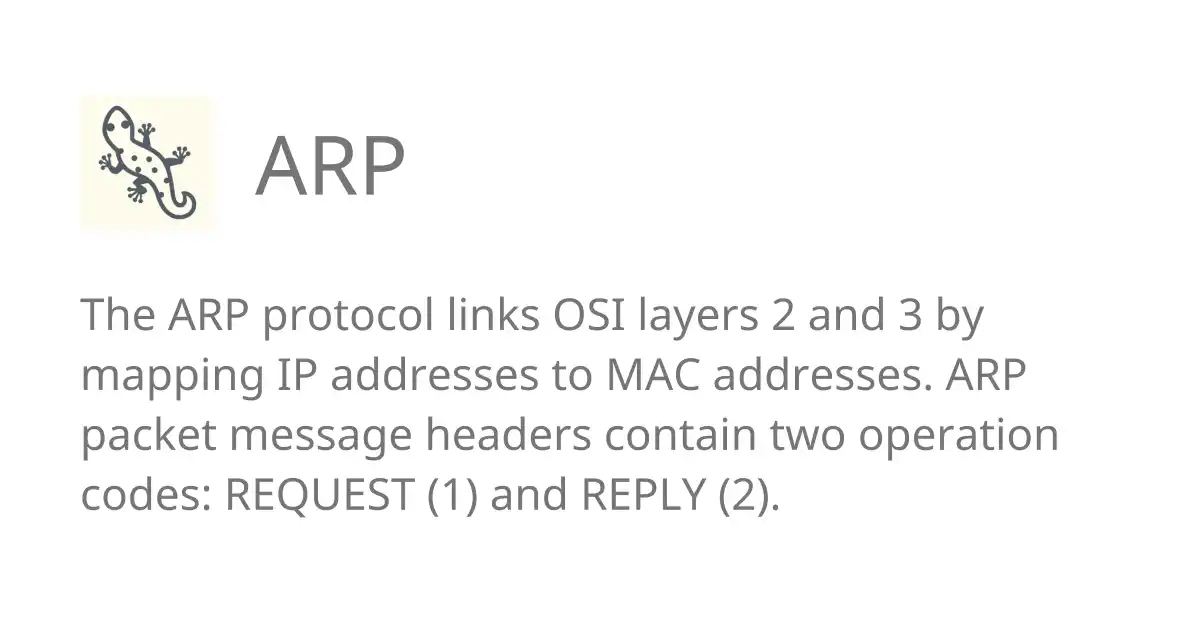 ARP
The ARP protocol links OSI layers 2 and 3 by
mapping IP addresses to MAC addresses. ARP
packet message headers contain two operation
codes: REQUEST (1) and REPLY (2).